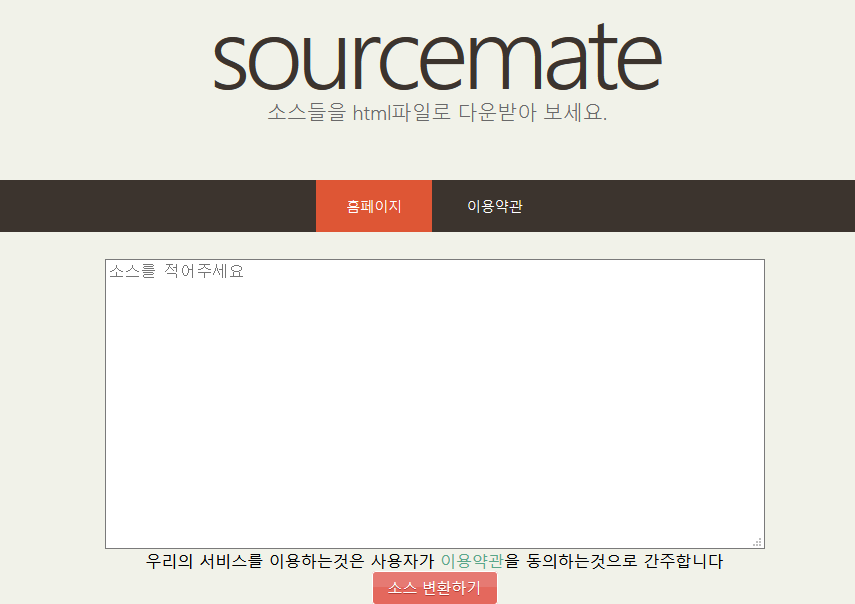 sourcemate
소스들을 html파일로 다운받아 보세요.
홈페이지 이용약관
소스를 적어주세요
우리의 서비스를 이용하는것은 사용자가 이용약관을 동의하는것으로 간주합니다
소스 변환하기